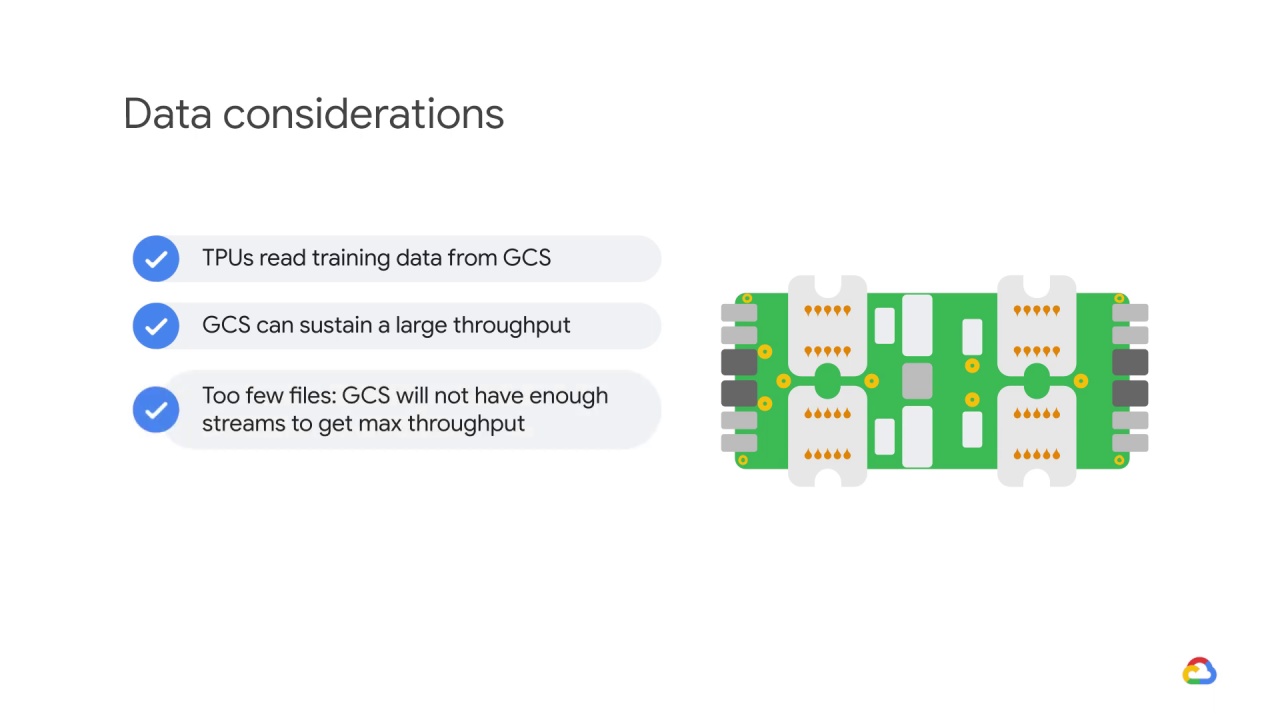 Data considerations
TPUs read training data from GCS
GCS can sustain a large throughput
Too few files: GCS will not have enough
streams to get max throughput